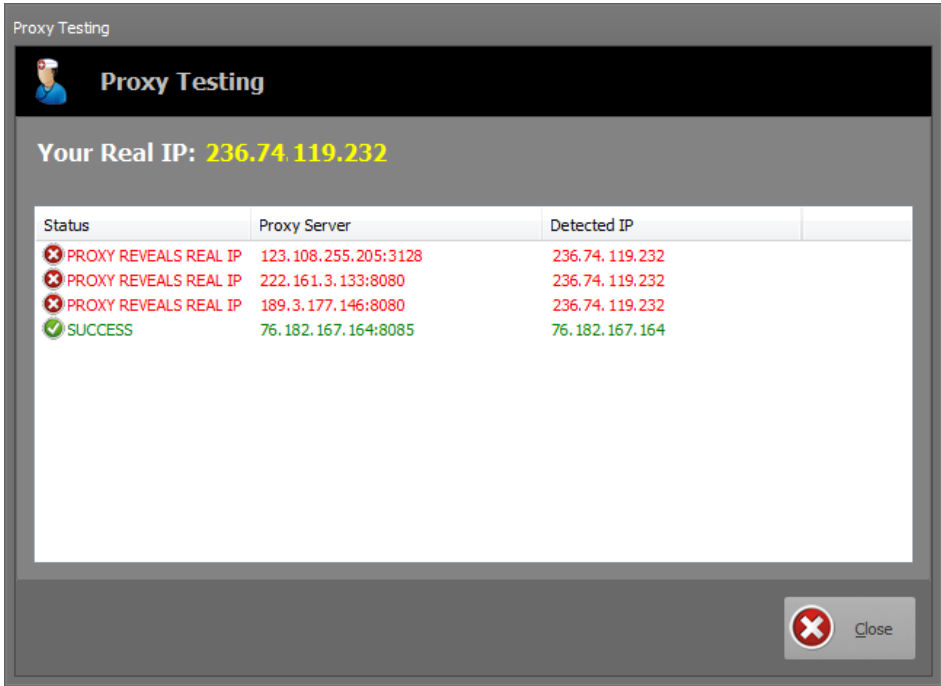 Proxy Testing
Proxy Testing
Your Real IP: 236.74.119.232
Status Proxy Server Detected IP
PROXY REVEALS REAL IP 123.108.255.205:3128 236.74.119.232
PROXY REVEALS REAL IP 222.161.3.133:8080 236.74.119.232
PROXY REVEALS REAL IP 189.3.177.146:8080 236.74.119.232
SUCCESS 76.182.167.164:8085 76.182.167.164
Close